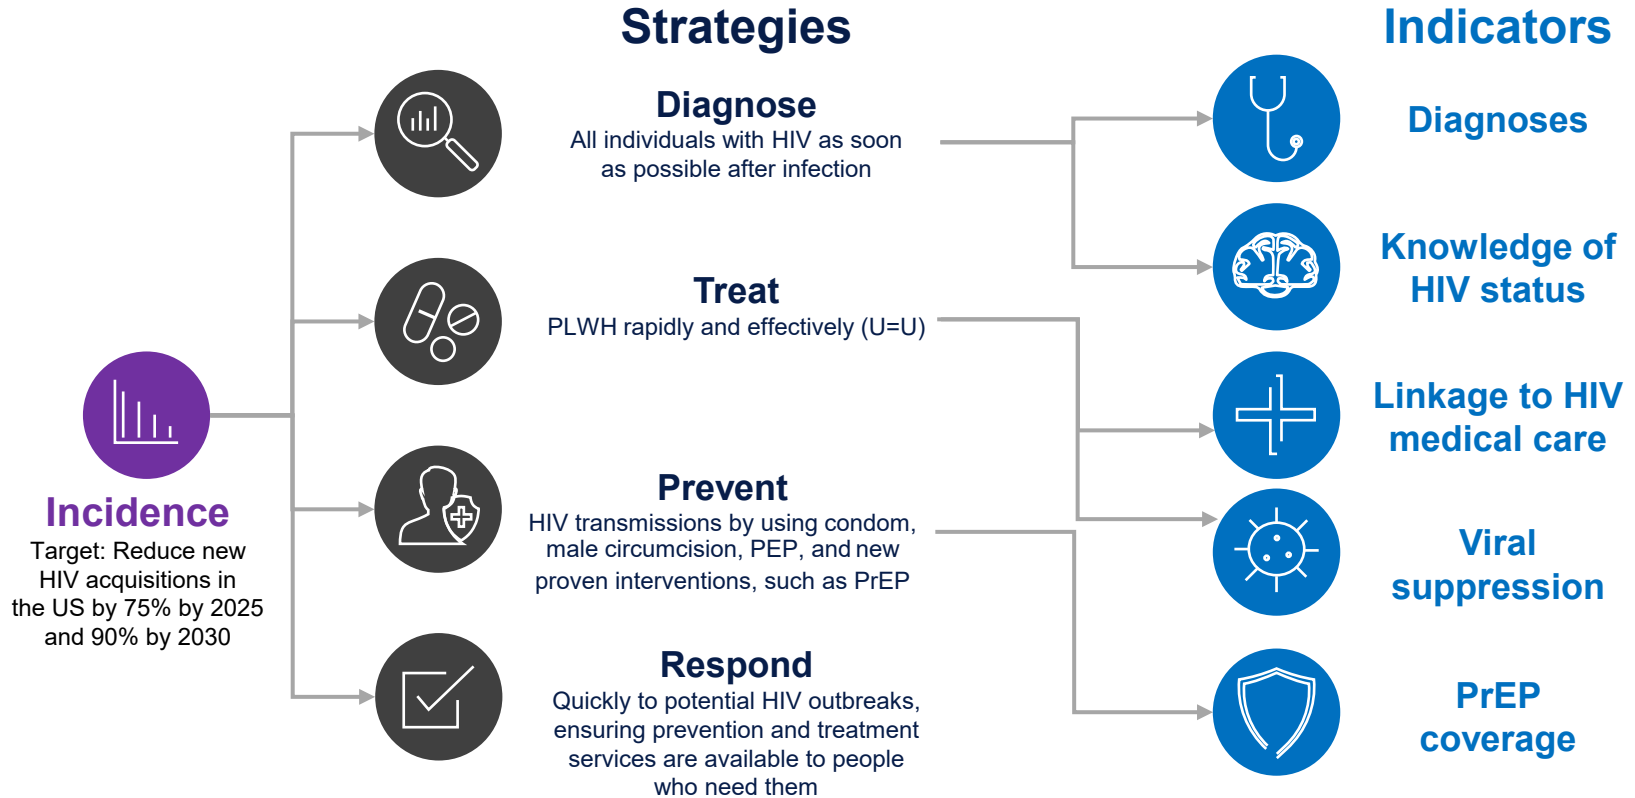 Strategies
Indicators
Diagnose
All individuals with HIV as soon
as possible after infection
Diagnoses
Knowledge of
HIV status
Treat
PLWH rapidly and effectively (U=U)
Linkage to HIV
medical care
Incidence
Target: Reduce new
HIV acquisitions in
the US by 75% by 2025
and 90% by 2030
Prevent
HIV transmissions by using condom,
male circumcision, PEP, and new
proven interventions, such as PrEP
Viral
suppression
Respond
Quickly to potential HIV outbreaks,
ensuring prevention and treatment
services are available to people
who need them
PrEP
coverage